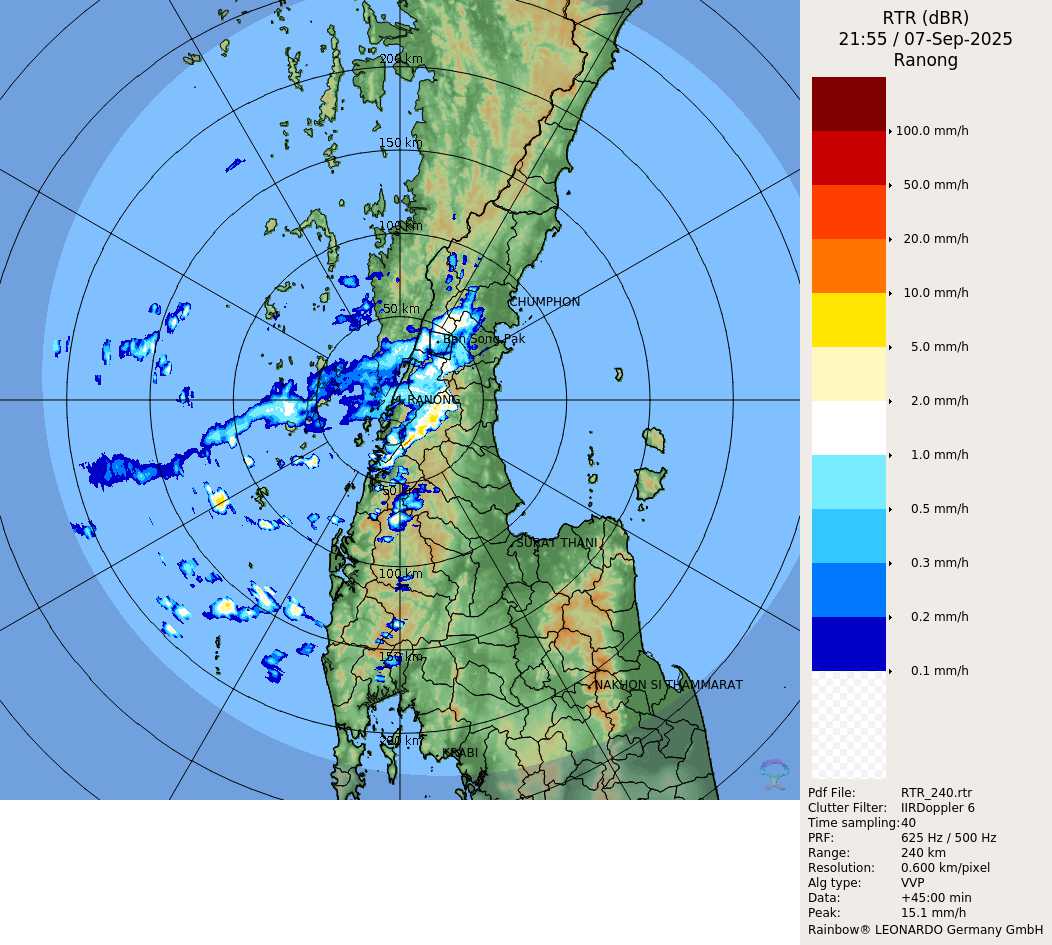 RTR (dBR)
21:55 / 07-Sep-2025
Ranong
200 km
150 km
100 km
50 km
CHUMPHON
Ban Song Pak
RANONG
50 km
SURAT THANI
100 km
150 km
NAKHON SI THAMMARAT
200 km
KRABI
100.0 mm/h
50.0 mm/h
20.0 mm/h
10.0 mm/h
5.0 mm/h
2.0 mm/h
1.0 mm/h
0.5 mm/h
0.3 mm/h
0.2 mm/h
0.1 mm/h
Pdf File: RTR_240.rtr
Clutter Filter: IIRDoppler 6
Time sampling:40
PRF: 625 Hz / 500 Hz
Range: 240 km
Resolution: 0.600 km/pixel
Alg type: VVP
Data: +45:00 min
Peak: 15.1 mm/h
Rainbow® LEONARDO Germany GmbH